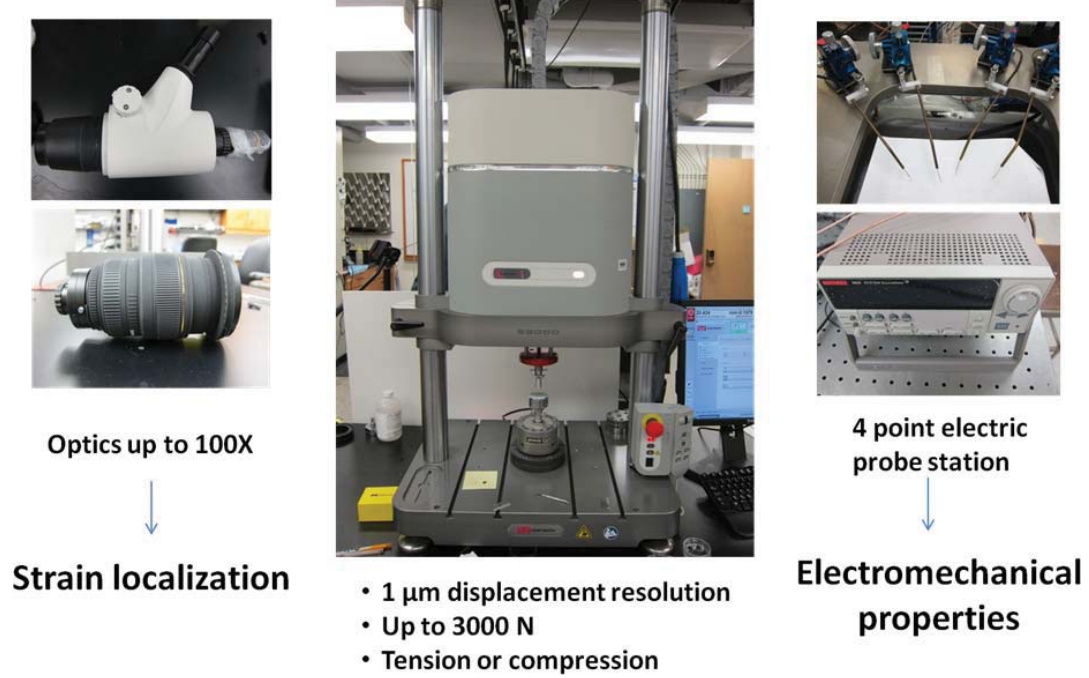 Optics up to 100X
Strain localization
E3000
• 1 µm displacement resolution
• Up to 3000 N
• Tension or compression
4 point electric
probe station
Electromechanical
properties